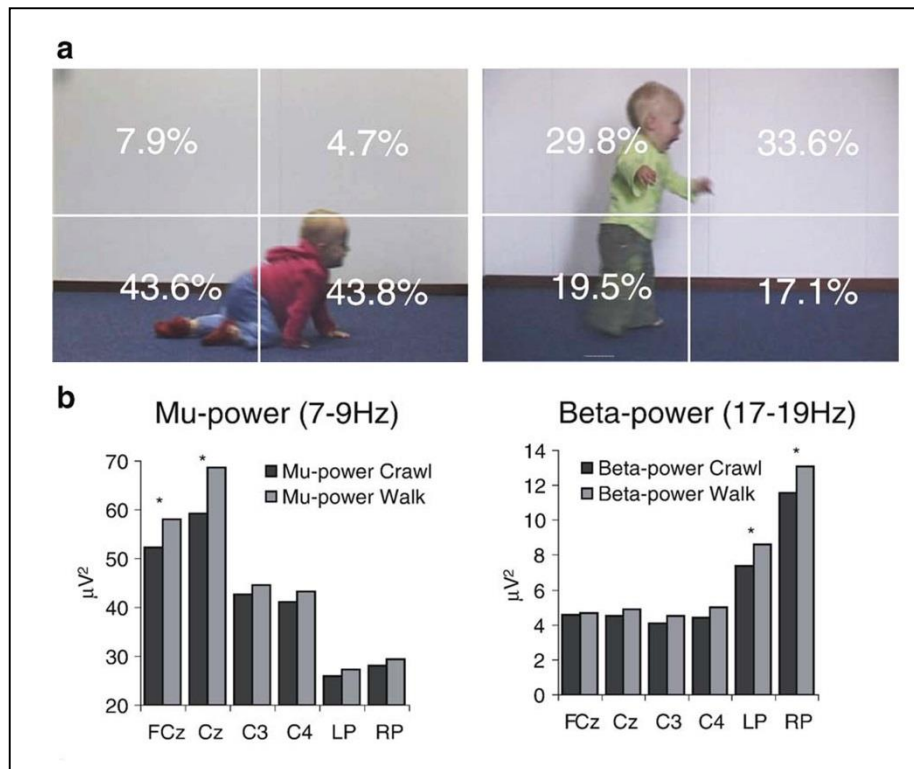 a
7.9% 4.7%
43.6% 43.8%
29.8% 33.6%
19.5% 17.1%
b
Mu-power (7-9Hz)
70
60
50
40
30
20
μV²
* *
Mu-power Crawl
Mu-power Walk
FCz Cz C3 C4 LP RP
Beta-power (17-19Hz)
14
12
10
8
6
4
2
0
μV²
* *
Beta-power Crawl
Beta-power Walk
FCz Cz C3 C4 LP RP